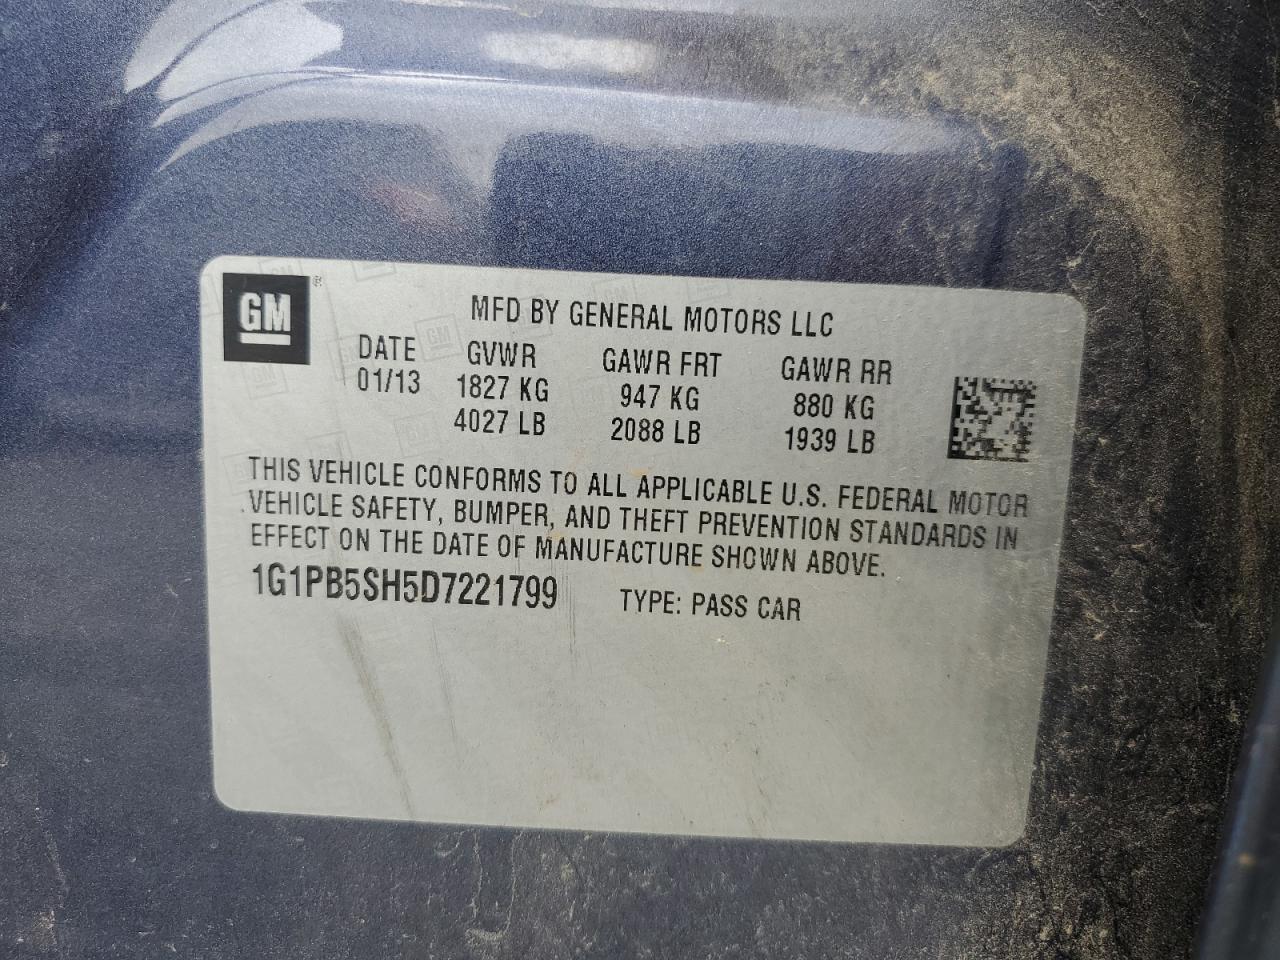 GM ®
MFD BY GENERAL MOTORS LLC
DATE GVWR GAWR FRT GAWR RR
01/13 1827 KG 947 KG 880 KG
4027 LB 2088 LB 1939 LB
THIS VEHICLE CONFORMS TO ALL APPLICABLE U.S. FEDERAL MOTOR
VEHICLE SAFETY, BUMPER, AND THEFT PREVENTION STANDARDS IN
EFFECT ON THE DATE OF MANUFACTURE SHOWN ABOVE.
1G1PB5SH5D7221799 TYPE: PASS CAR